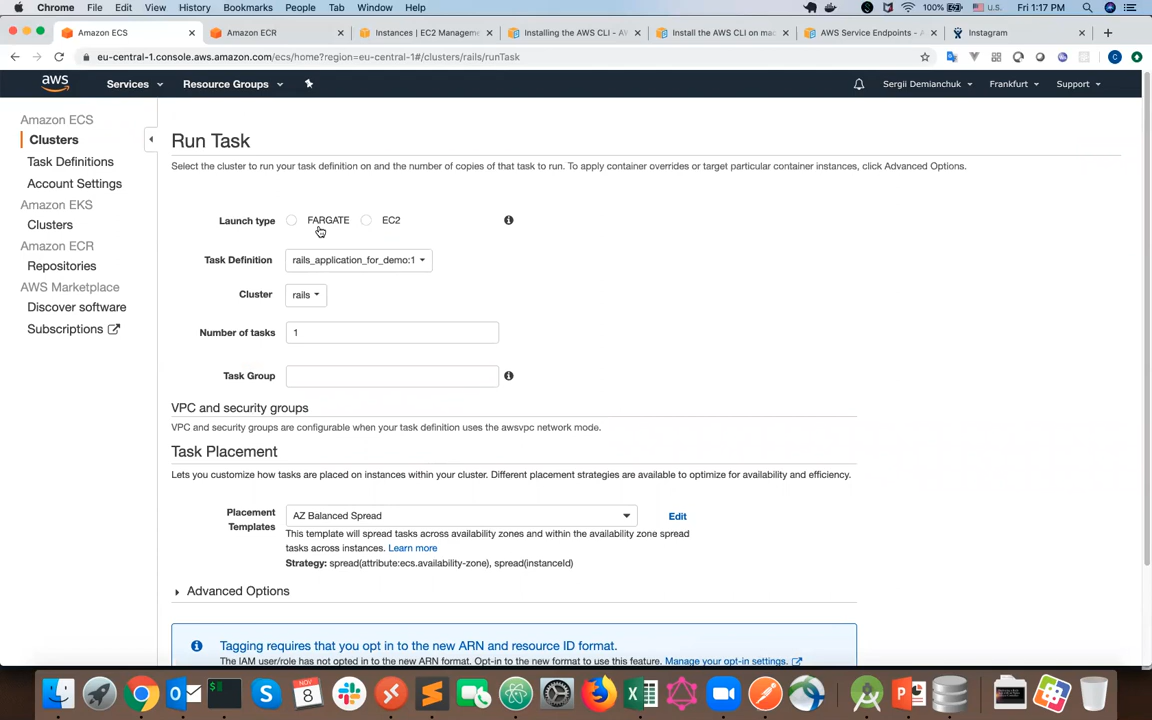 Chrome File Edit View History Bookmarks People Tab Window Help 100% U.S. Fri 1:17 PM
Amazon ECS Amazon ECR Instances | EC2 Managem Installing the AWS CLI - A Install the AWS CLI on mac AWS Service Endpoints - A Instagram
eu-central-1.console.aws.amazon.com/ecs/home?region=eu-central-1#/clusters/rails/runTask
aws Services Resource Groups Sergii Demianchuk Frankfurt Support
Amazon ECS
Clusters
Task Definitions
Account Settings
Amazon EKS
Clusters
Amazon ECR
Repositories
AWS Marketplace
Discover software
Subscriptions
Run Task
Select the cluster to run your task definition on and the number of copies of that task to run. To apply container overrides or target particular container instances, click Advanced Options.
Launch type FARGATE EC2
Task Definition rails_application_for_demo:1
Cluster rails
Number of tasks 1
Task Group
VPC and security groups
VPC and security groups are configurable when your task definition uses the awsvpc network mode.
Task Placement
Lets you customize how tasks are placed on instances within your cluster. Different placement strategies are available to optimize for availability and efficiency.
Placement Templates AZ Balanced Spread Edit
This template will spread tasks across availability zones and within the availability zone spread
tasks across instances. Learn more
Strategy: spread(attribute:ecs.availability-zone), spread(instanceId)
Advanced Options
Tagging requires that you opt in to the new ARN and resource ID format.
The IAM user/role has not opted in to the new ARN format. Opt-in to the new format to use this feature. Manage your opt-in settings.
NOV
8